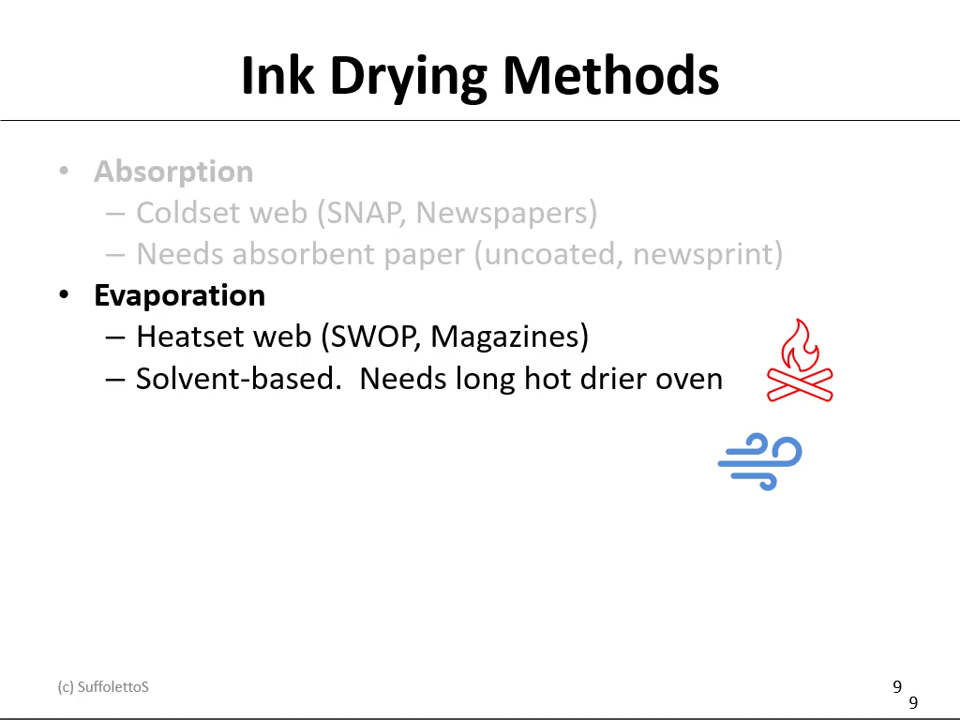 Ink Drying Methods
• Absorption
– Coldset web (SNAP, Newspapers)
– Needs absorbent paper (uncoated, newsprint)
• Evaporation
– Heatset web (SWOP, Magazines)
– Solvent-based.  Needs long hot drier oven
(c) SuffolettoS
9
9